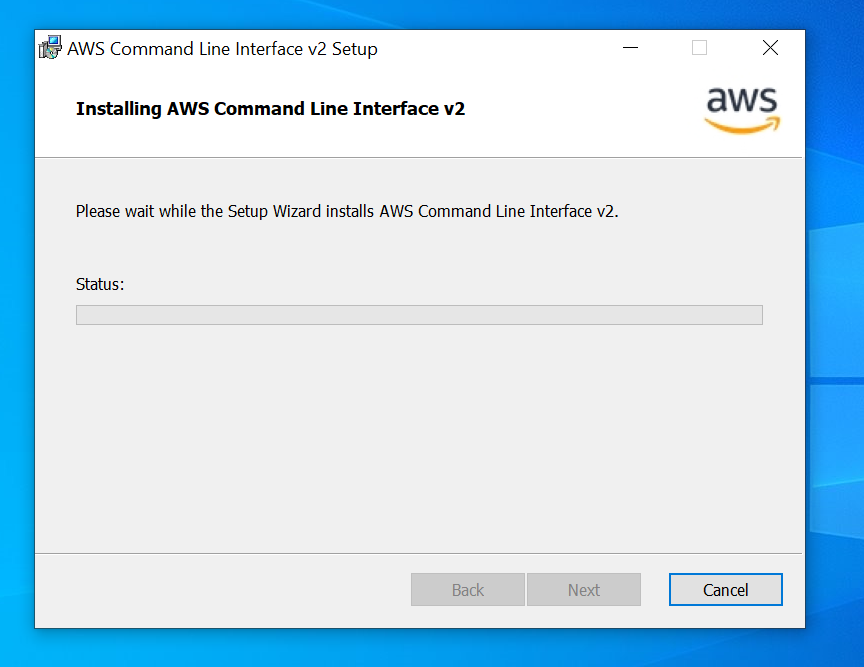 AWS Command Line Interface v2 Setup
Installing AWS Command Line Interface v2
aws
Please wait while the Setup Wizard installs AWS Command Line Interface v2.
Status:
Back
Next
Cancel